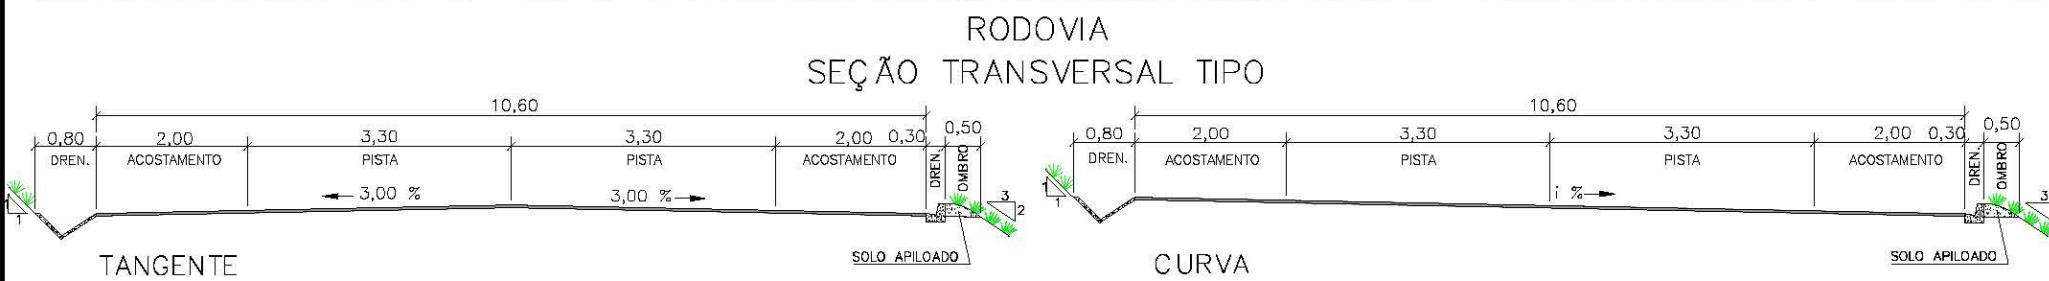 RODOVIA
SEÇÃO TRANSVERSAL TIPO
10,60
0,80 2,00 3,30 3,30 2,00 0,30 0,50
DREN. ACOSTAMENTO PISTA PISTA ACOSTAMENTO DREN. OMBRO
3,00 % 3,00 %
1
1
3
2
SOLO APILOADO
TANGENTE
10,60
0,80 2,00 3,30 3,30 2,00 0,30 0,50
DREN. ACOSTAMENTO PISTA PISTA ACOSTAMENTO DREN. OMBRO
i %
1
1
3
SOLO APILOADO
CURVA